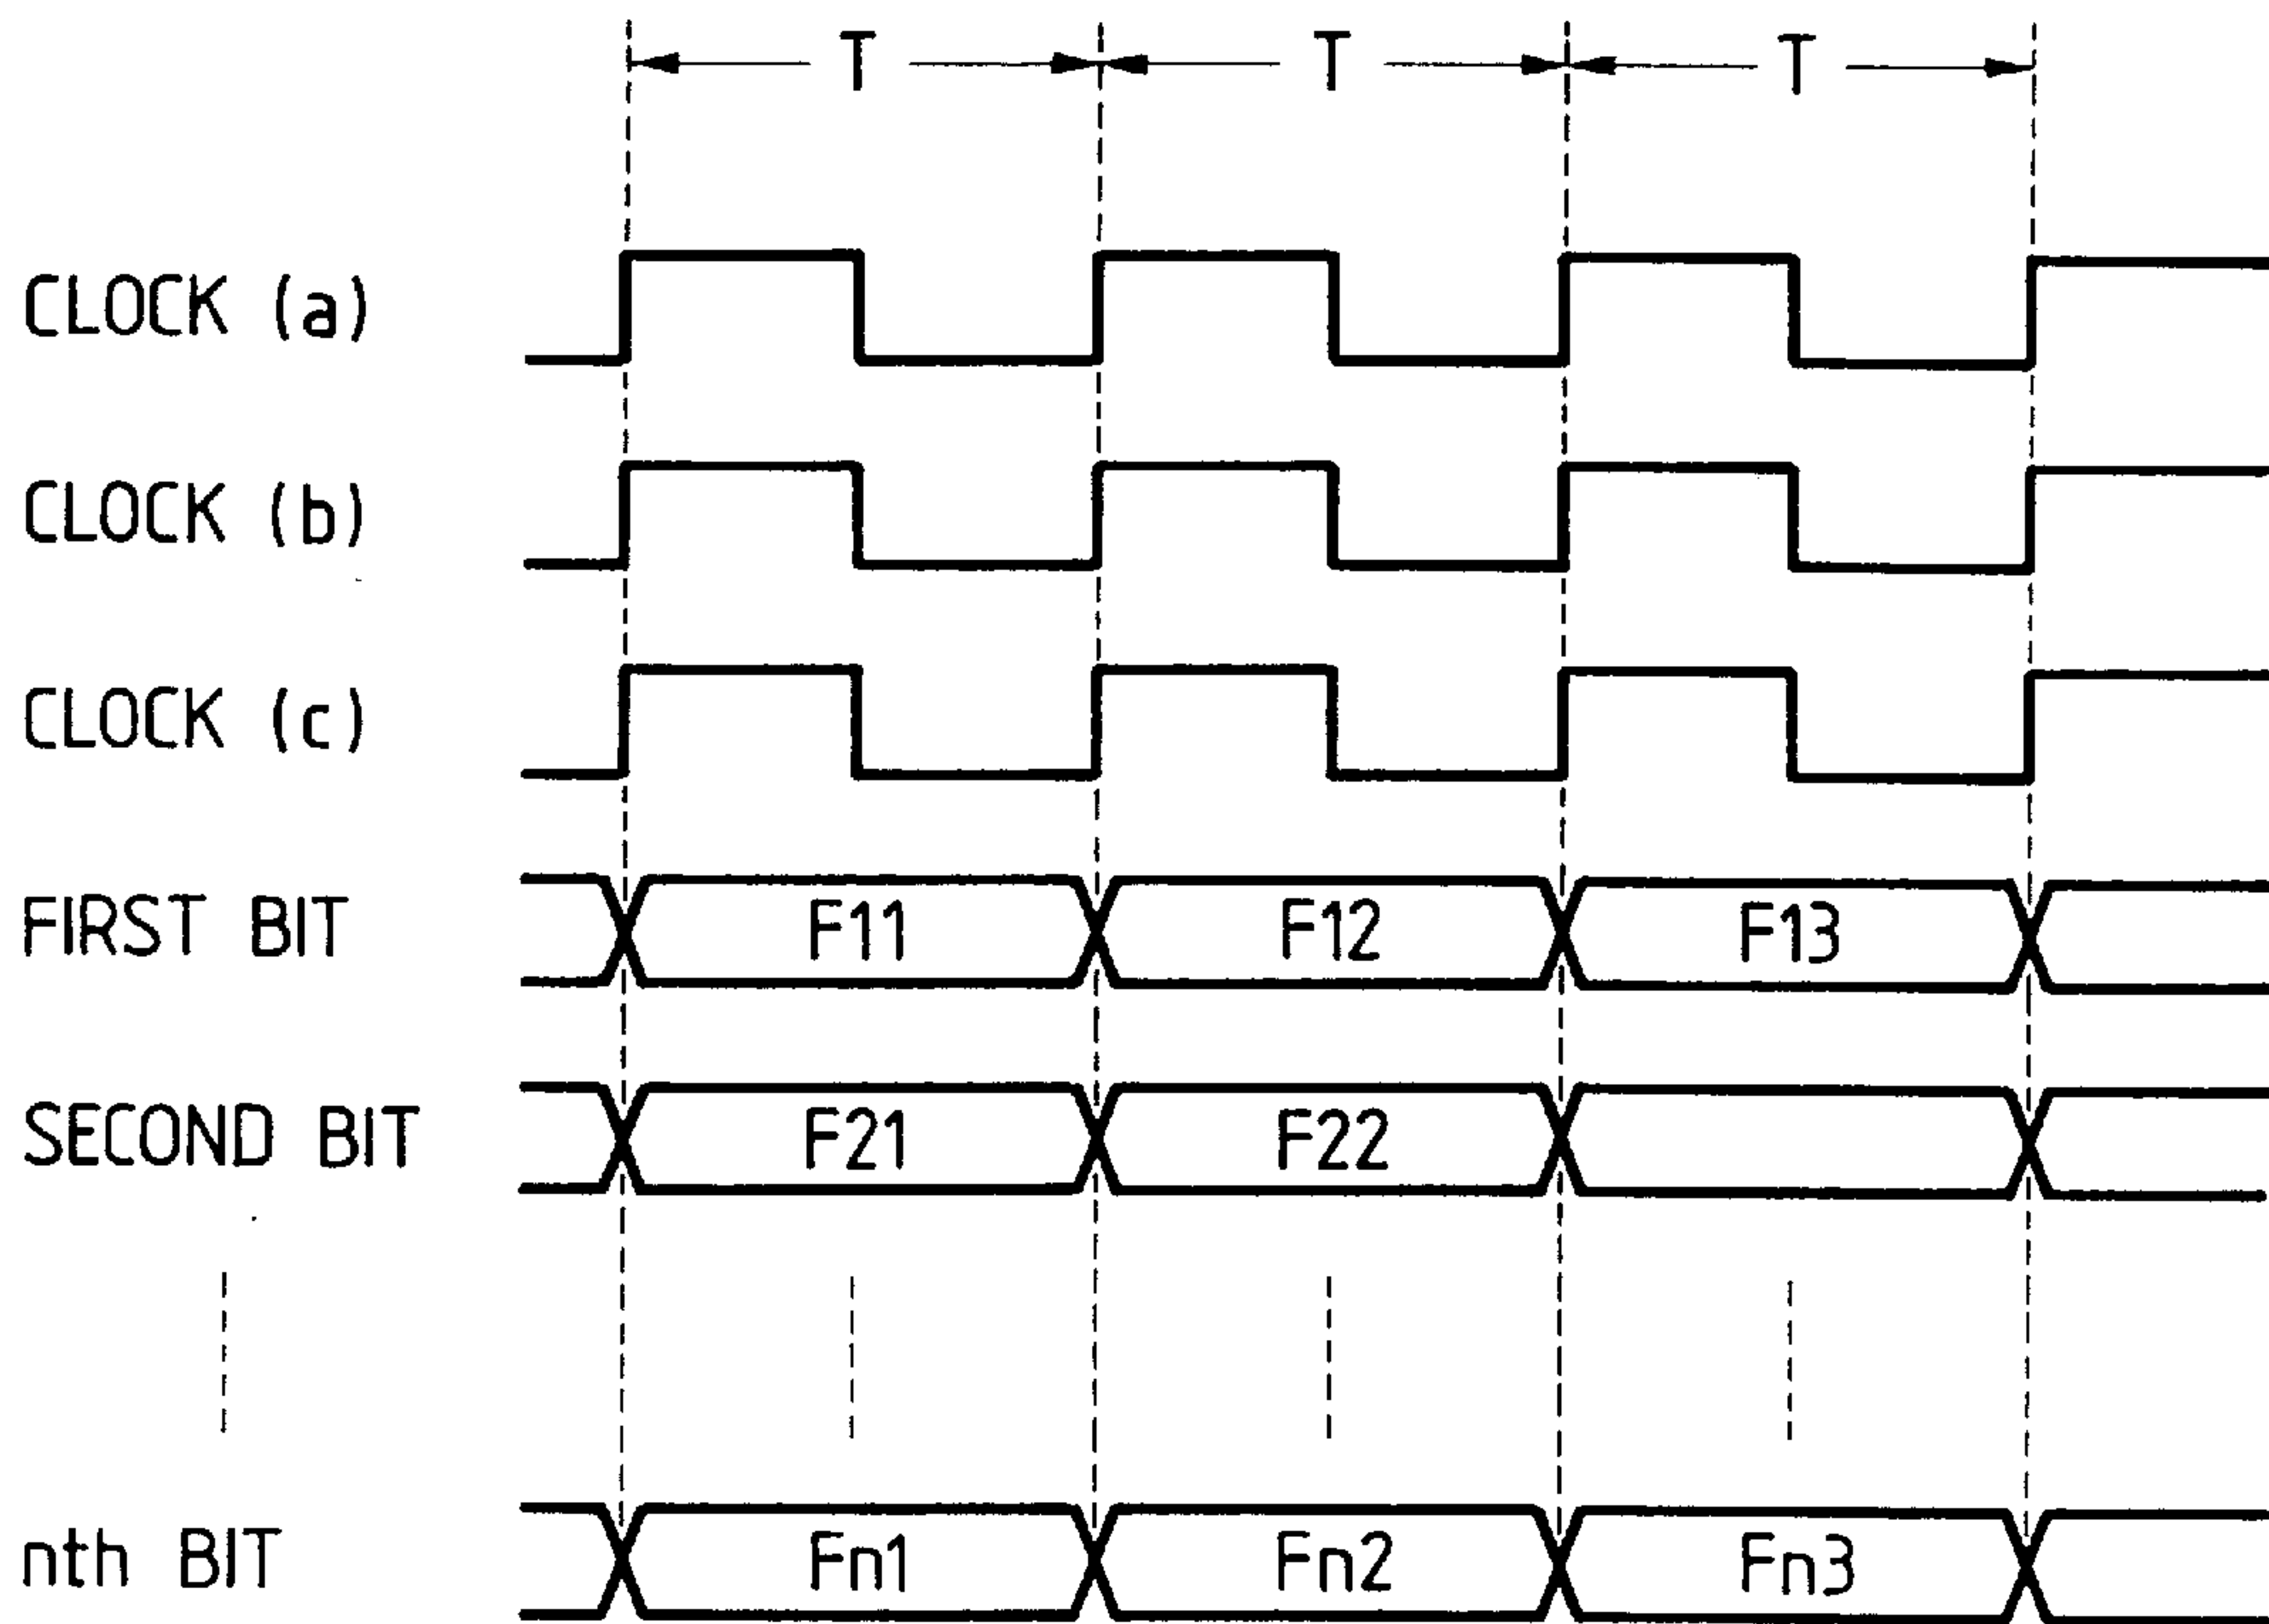 T T T
CLOCK (a)
CLOCK (b)
CLOCK (c)
FIRST BIT F11 F12 F13
SECOND BIT F21 F22
nth BIT Fn1 Fn2 Fn3